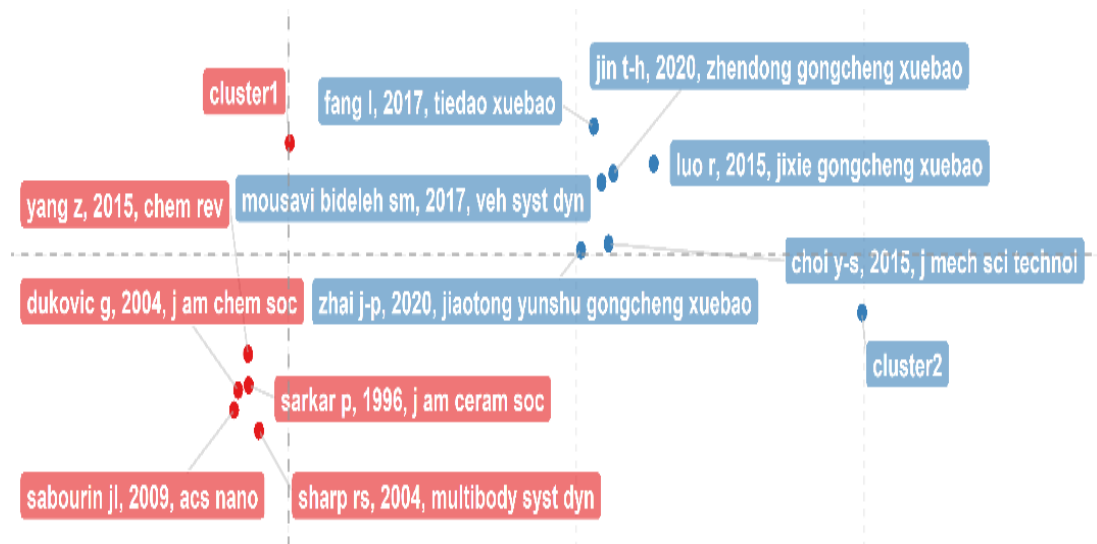 jin t-h, 2020, zhendong gongcheng xuebao
cluster1
fang l, 2017, tiedao xuebao
luo r, 2015, jixie gongcheng xuebao
mousavi bideleh sm, 2017, veh syst dyn
yang z, 2015, chem rev
choi y-s, 2015, j mech sci technoi
dukovic g, 2004, j am chem soc
zhai j-p, 2020, jiaotong yunshu gongcheng xuebao
cluster2
sarkar p, 1996, j am ceram soc
sabourin jl, 2009, acs nano
sharp rs, 2004, multibody syst dyn